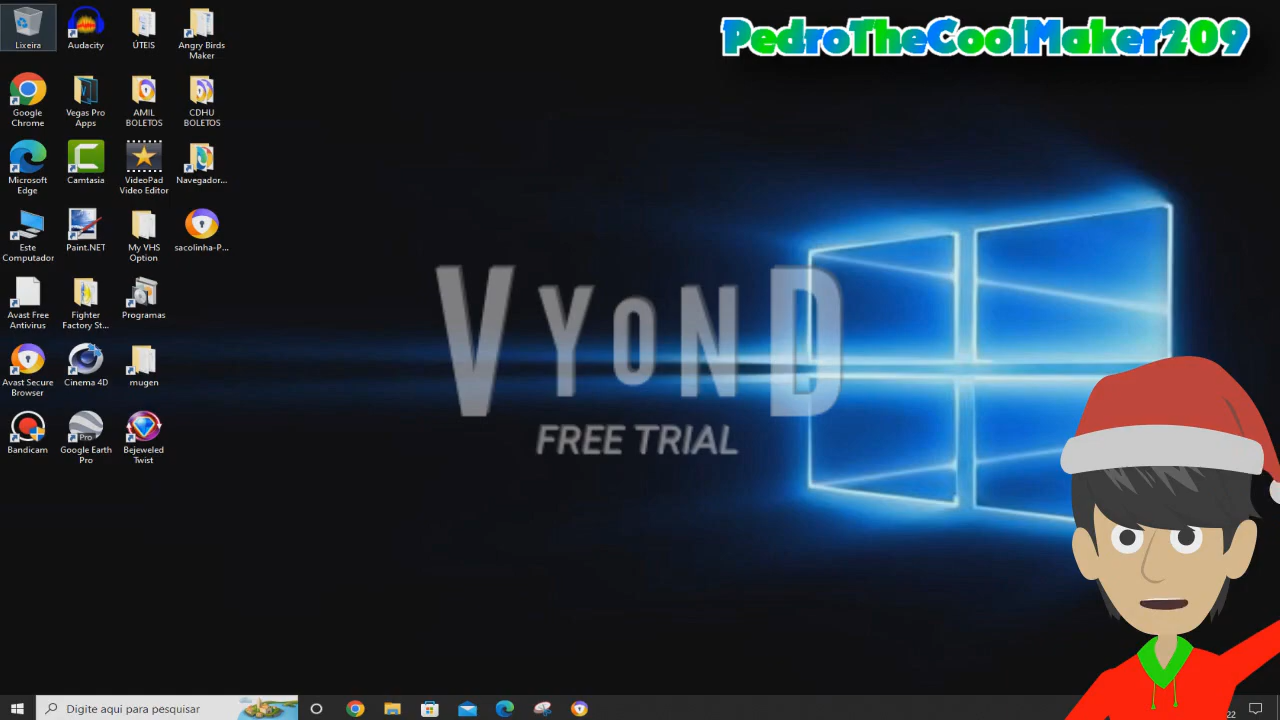 PedroTheCoolMaker209
Lixeira
Audacity
ÚTEIS
Angry Birds
Maker
Google
Chrome
Vegas Pro
Apps
AMIL
BOLETOS
CDHU
BOLETOS
Microsoft
Edge
Camtasia
VideoPad
Video Editor
Navegador...
Este
Computador
Paint.NET
My VHS
Option
sacolinha-P...
Avast Free
Antivirus
Fighter
Factory St...
Programas
Avast Secure
Browser
Cinema 4D
mugen
Bandicam
Pro
Google Earth
Pro
Bejeweled
Twist
VYOND
FREE TRIAL
Digite aqui para pesquisar
22